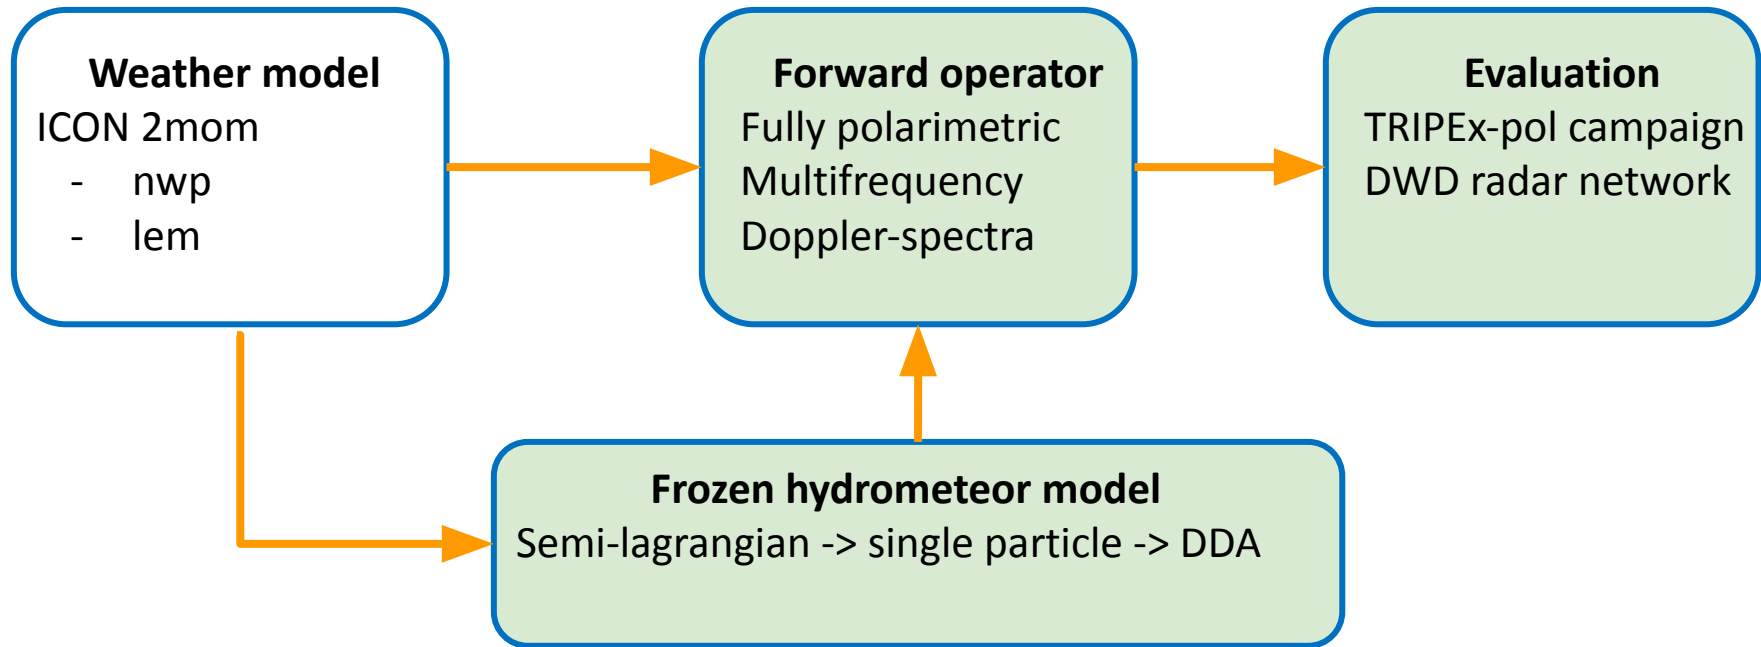 Weather model
ICON 2mom
- nwp
- lem
Forward operator
Fully polarimetric
Multifrequency
Doppler-spectra
Evaluation
TRIPEx-pol campaign
DWD radar network
Frozen hydrometeor model
Semi-lagrangian -> single particle -> DDA